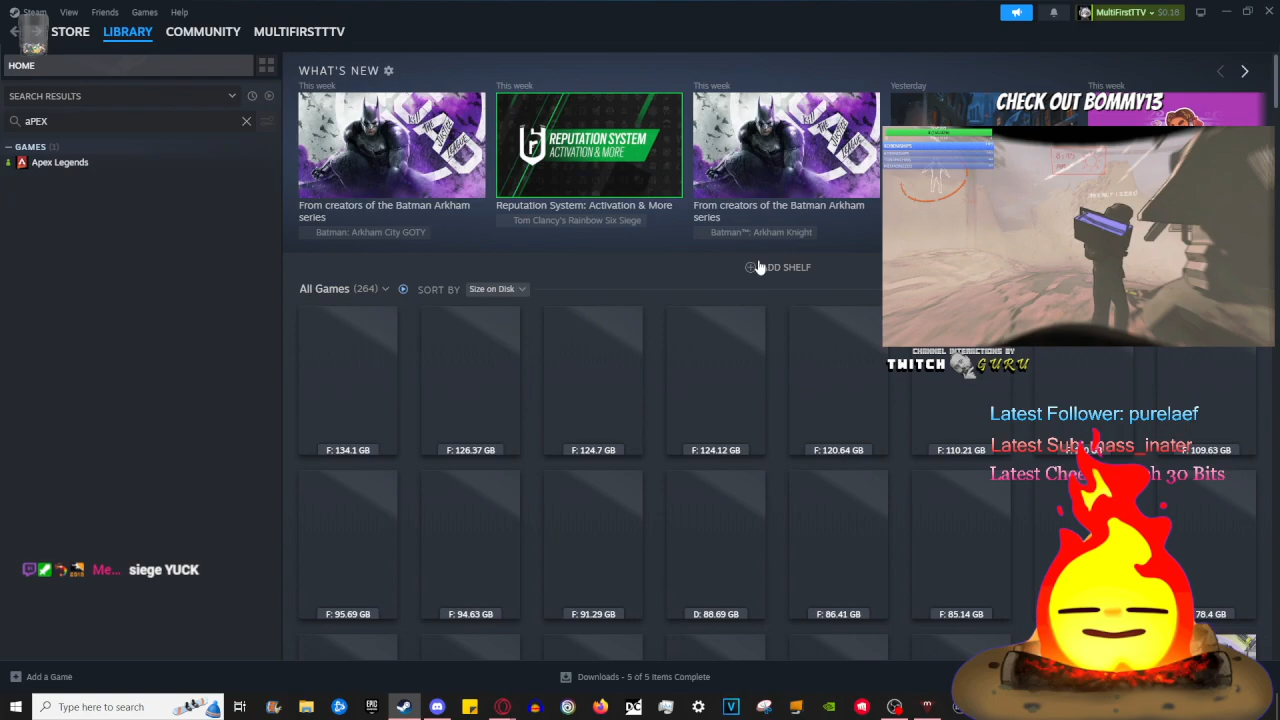 Steam View Friends Games Help
MultiFirstTTV $0.18
STORE LIBRARY COMMUNITY MULTIFIRSTTTV
HOME
SEARCH RESULTS
aPEX
GAMES (1)
Apex Legends
WHAT'S NEW
This week
This week
This week
Yesterday
This week
REPUTATION SYSTEM
ACTIVATION & MORE
CHECK OUT BOMMY13
From creators of the Batman Arkham series
Batman: Arkham City GOTY
Reputation System: Activation & More
Tom Clancy's Rainbow Six Siege
From creators of the Batman Arkham series
Batman™: Arkham Knight
ADD SHELF
All Games (264) SORT BY Size on Disk
CHANNEL INTERACTIONS BY
TWITCH GURU
Latest Follower: purelaef
Latest Sub: mass_inater
30 Bits
F: 134.1 GB
F: 126.37 GB
F: 124.7 GB
F: 124.12 GB
F: 120.64 GB
F: 110.21 GB
109.63 GB
F: 95.69 GB
F: 94.63 GB
F: 91.29 GB
D: 88.69 GB
F: 86.41 GB
F: 85.14 GB
78.4 GB
Me... siege YUCK
Add a Game
Downloads - 5 of 5 Items Complete
Type here to search